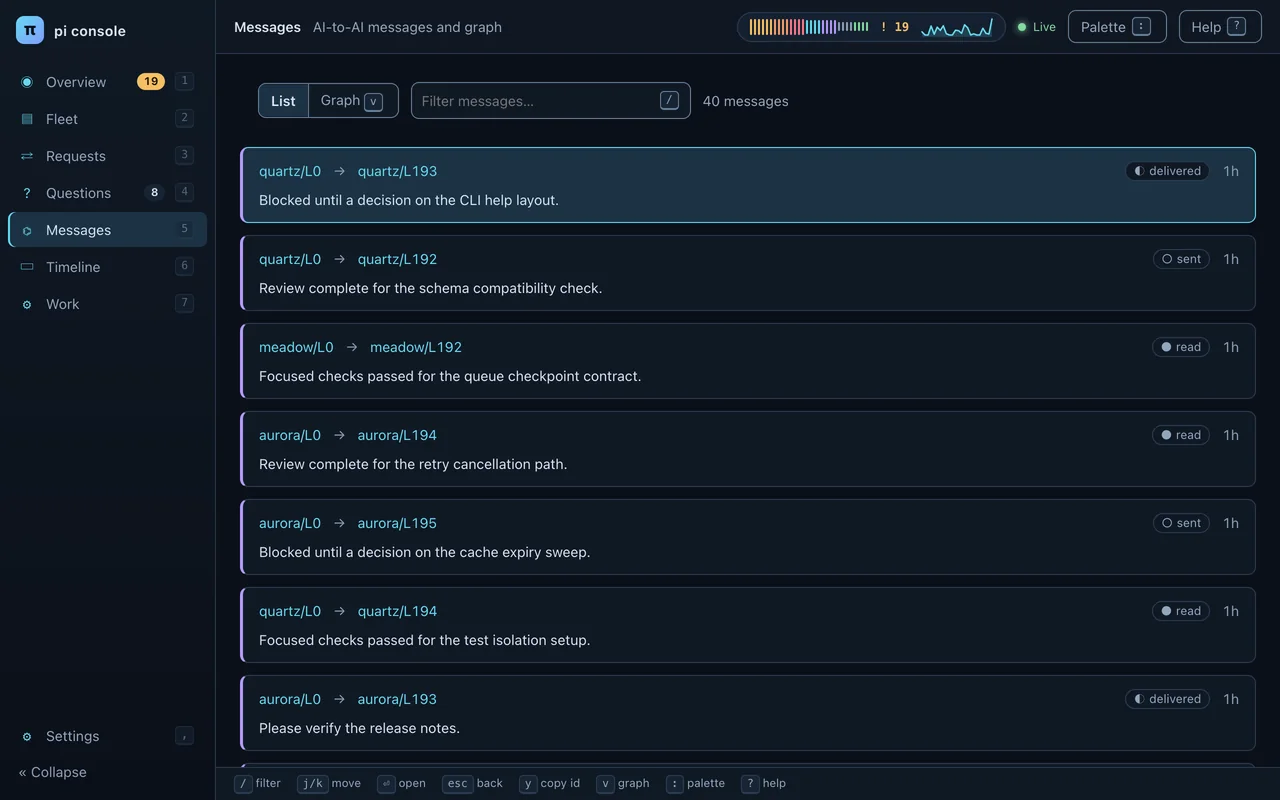 π pi console
Overview 19 1
Fleet 2
Requests 3
? Questions 8 4
Messages 5
Timeline 6
Work 7
Settings ,
« Collapse
Messages AI-to-AI messages and graph ! 19 Live Palette : Help ?
List Graph v Filter messages... / 40 messages
quartz/L0 → quartz/L193 delivered 1h
Blocked until a decision on the CLI help layout.
quartz/L0 → quartz/L192 sent 1h
Review complete for the schema compatibility check.
meadow/L0 → meadow/L192 read 1h
Focused checks passed for the queue checkpoint contract.
aurora/L0 → aurora/L194 read 1h
Review complete for the retry cancellation path.
aurora/L0 → aurora/L195 sent 1h
Blocked until a decision on the cache expiry sweep.
quartz/L0 → quartz/L194 read 1h
Focused checks passed for the test isolation setup.
aurora/L0 → aurora/L193 delivered 1h
Please verify the release notes.
/ filter j/k move ⏎ open esc back y copy id v graph : palette ? help